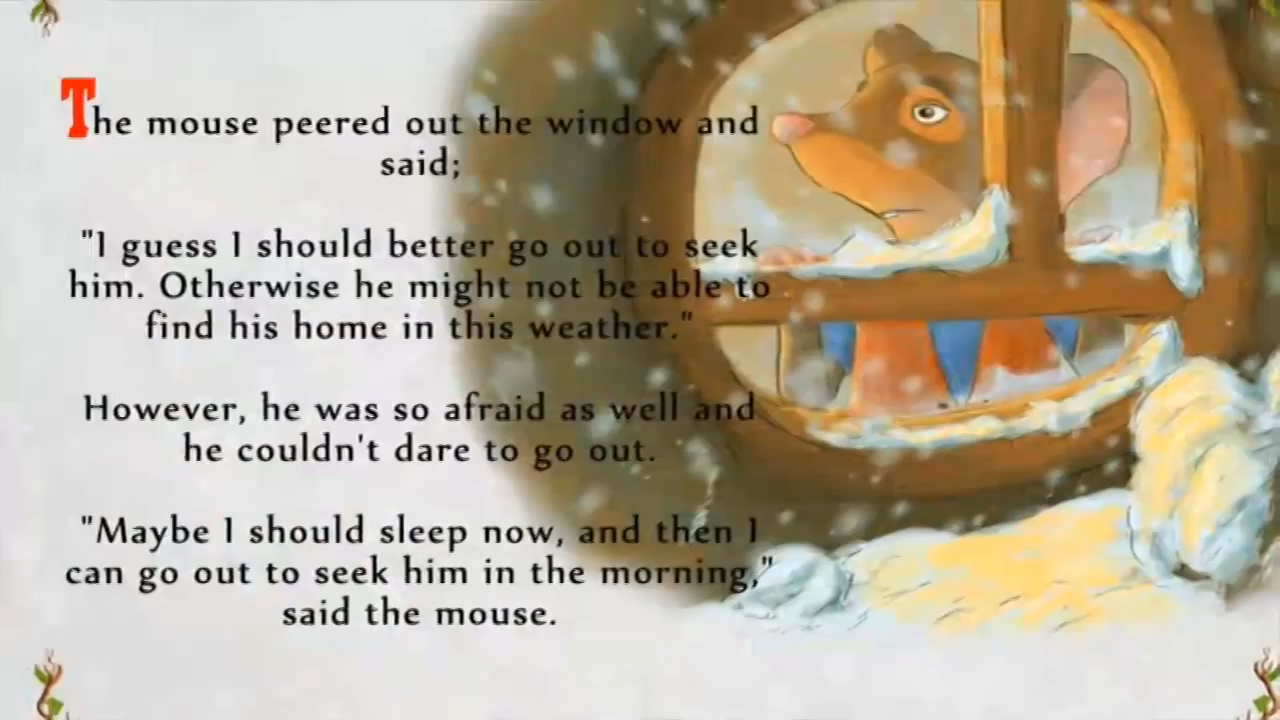 The mouse peered out the window and
said;
"I guess I should better go out to seek
him. Otherwise he might not be able to
find his home in this weather."
However, he was so afraid as well and
he couldn't dare to go out.
"Maybe I should sleep now, and then I
can go out to seek him in the morning,"
said the mouse.